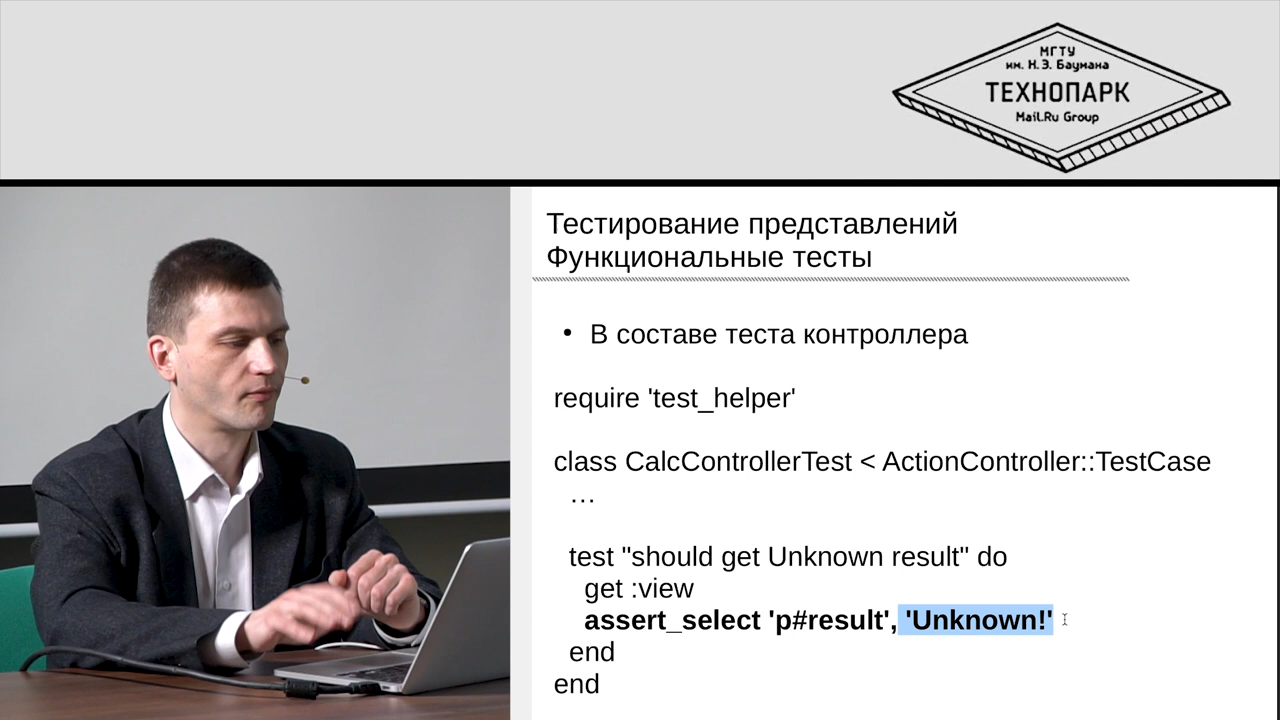 МГТУ
им. Н.Э. Баумана
ТЕХНОПАРК
Mail.Ru Group
Тестирование представлений
Функциональные тесты
• В составе теста контроллера
require 'test_helper'
class CalcControllerTest < ActionController::TestCase
…
test "should get Unknown result" do
get :view
assert_select 'p#result', 'Unknown!'
end
end